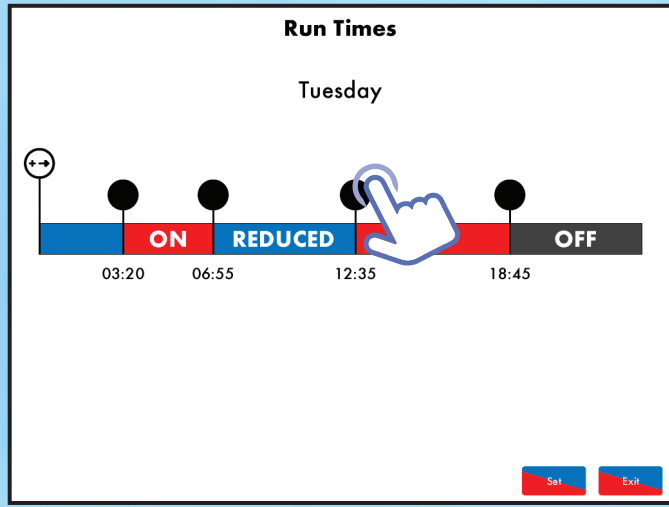 Run Times
Tuesday
ON REDUCED OFF
03:20 06:55 12:35 18:45
Set Exit